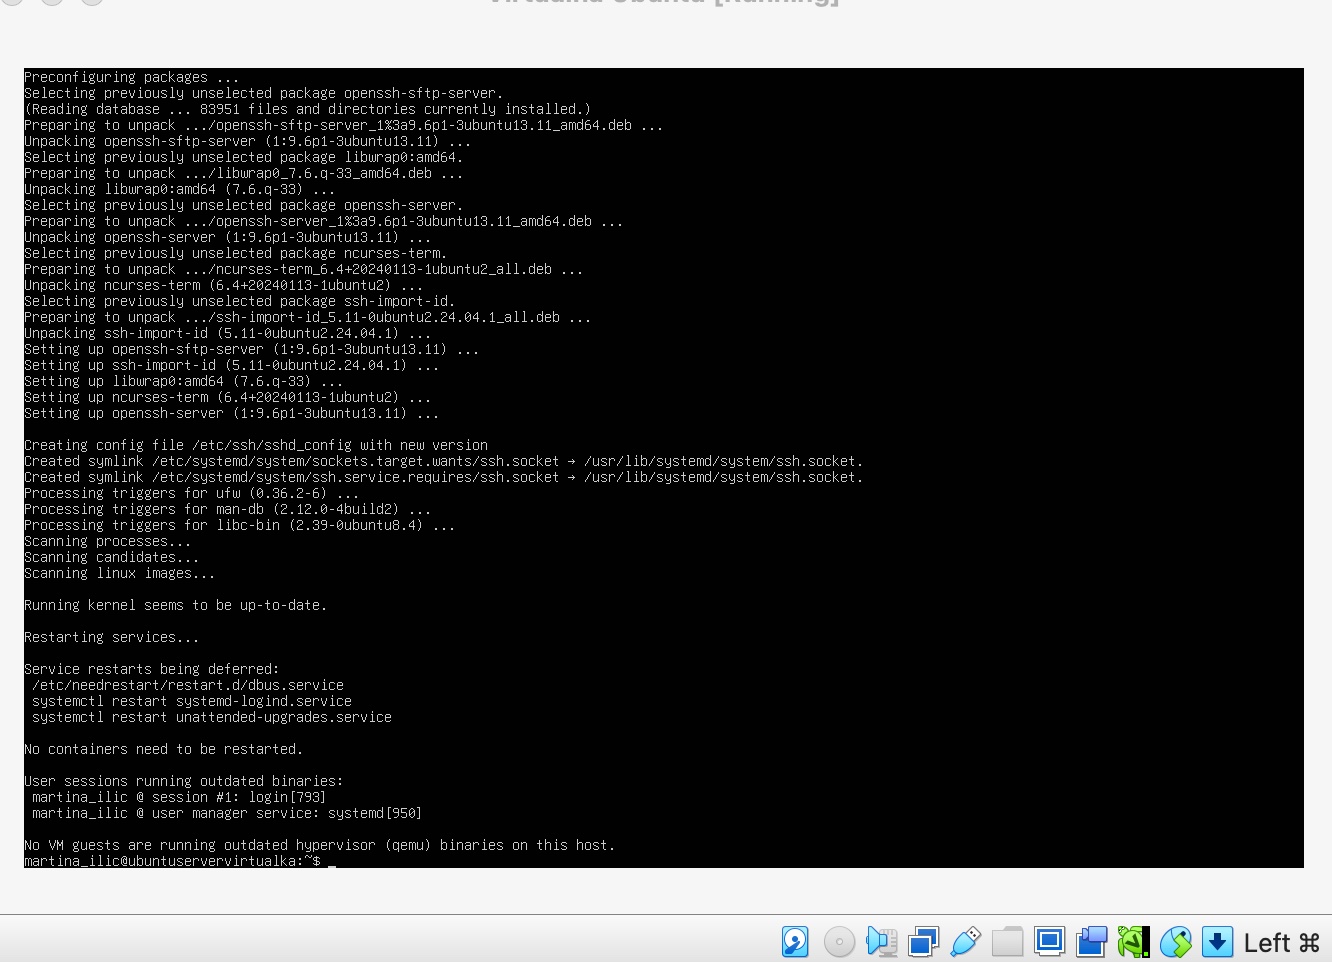 Virtualna Ubuntu [Running]
Preconfiguring packages ...
Selecting previously unselected package openssh-sftp-server.
(Reading database ... 83951 files and directories currently installed.)
Preparing to unpack .../openssh-sftp-server_1%3a9.6p1-3ubuntu13.11_amd64.deb ...
Unpacking openssh-sftp-server (1:9.6p1-3ubuntu13.11) ...
Selecting previously unselected package libwrap0:amd64.
Preparing to unpack .../libwrap0_7.6.q-33_amd64.deb ...
Unpacking libwrap0:amd64 (7.6.q-33) ...
Selecting previously unselected package openssh-server.
Preparing to unpack .../openssh-server_1%3a9.6p1-3ubuntu13.11_amd64.deb ...
Unpacking openssh-server (1:9.6p1-3ubuntu13.11) ...
Selecting previously unselected package ncurses-term.
Preparing to unpack .../ncurses-term_6.4+20240113-1ubuntu2_all.deb ...
Unpacking ncurses-term (6.4+20240113-1ubuntu2) ...
Selecting previously unselected package ssh-import-id.
Preparing to unpack .../ssh-import-id_5.11-0ubuntu2.24.04.1_all.deb ...
Unpacking ssh-import-id (5.11-0ubuntu2.24.04.1) ...
Setting up openssh-sftp-server (1:9.6p1-3ubuntu13.11) ...
Setting up ssh-import-id (5.11-0ubuntu2.24.04.1) ...
Setting up libwrap0:amd64 (7.6.q-33) ...
Setting up ncurses-term (6.4+20240113-1ubuntu2) ...
Setting up openssh-server (1:9.6p1-3ubuntu13.11) ...
Creating config file /etc/ssh/sshd_config with new version
Created symlink /etc/systemd/system/sockets.target.wants/ssh.socket → /usr/lib/systemd/system/ssh.socket.
Created symlink /etc/systemd/system/ssh.service.requires/ssh.socket → /usr/lib/systemd/system/ssh.socket.
Processing triggers for ufw (0.36.2-6) ...
Processing triggers for man-db (2.12.0-4build2) ...
Processing triggers for libc-bin (2.39-0ubuntu8.4) ...
Scanning processes...
Scanning candidates...
Scanning linux images...
Running kernel seems to be up-to-date.
Restarting services...
Service restarts being deferred:
/etc/needrestart/restart.d/dbus.service
systemctl restart systemd-logind.service
systemctl restart unattended-upgrades.service
No containers need to be restarted.
User sessions running outdated binaries:
martina_ilic @ session #1: login[793]
martina_ilic @ user manager service: systemd[950]
No VM guests are running outdated hypervisor (qemu) binaries on this host.
martina_ilic@ubuntuservervirtualka:~$ _
Left ⌘